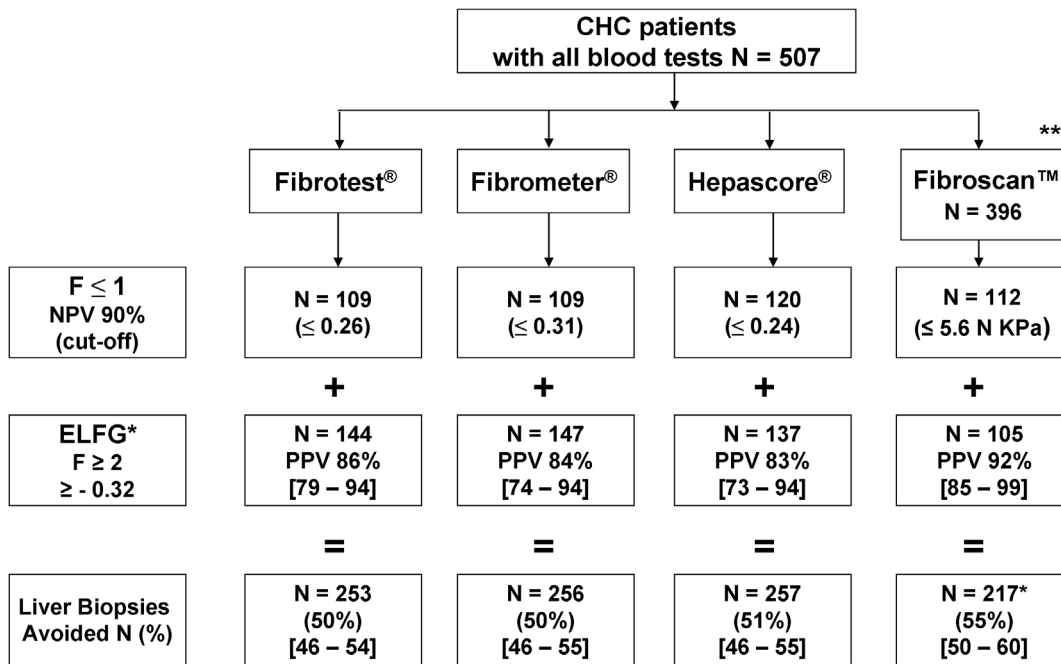 CHC patients
with all blood tests N = 507
**
Fibrotest®
Fibrometer®
Hepascore®
Fibroscan™
N = 396
F ≤ 1
NPV 90%
(cut-off)
N = 109
(≤ 0.26)
N = 109
(≤ 0.31)
N = 120
(≤ 0.24)
N = 112
(≤ 5.6 N KPa)
+ + + +
ELFG*
F ≥ 2
≥ - 0.32
N = 144
PPV 86%
[79 – 94]
N = 147
PPV 84%
[74 – 94]
N = 137
PPV 83%
[73 – 94]
N = 105
PPV 92%
[85 – 99]
= = = =
Liver Biopsies
Avoided N (%)
N = 253
(50%)
[46 – 54]
N = 256
(50%)
[46 – 55]
N = 257
(51%)
[46 – 55]
N = 217*
(55%)
[50 – 60]